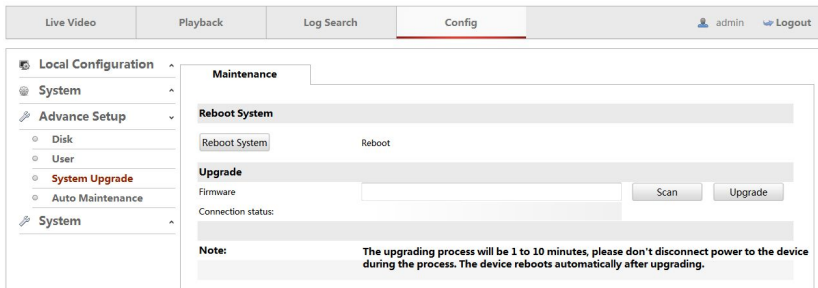 Live Video Playback Log Search Config admin Logout
Local Configuration
System
Advance Setup
Disk
User
System Upgrade
Auto Maintenance
System
Maintenance
Reboot System
Reboot System Reboot
Upgrade
Firmware Scan Upgrade
Connection status:
Note: The upgrading process will be 1 to 10 minutes, please don't disconnect power to the device
during the process. The device reboots automatically after upgrading.